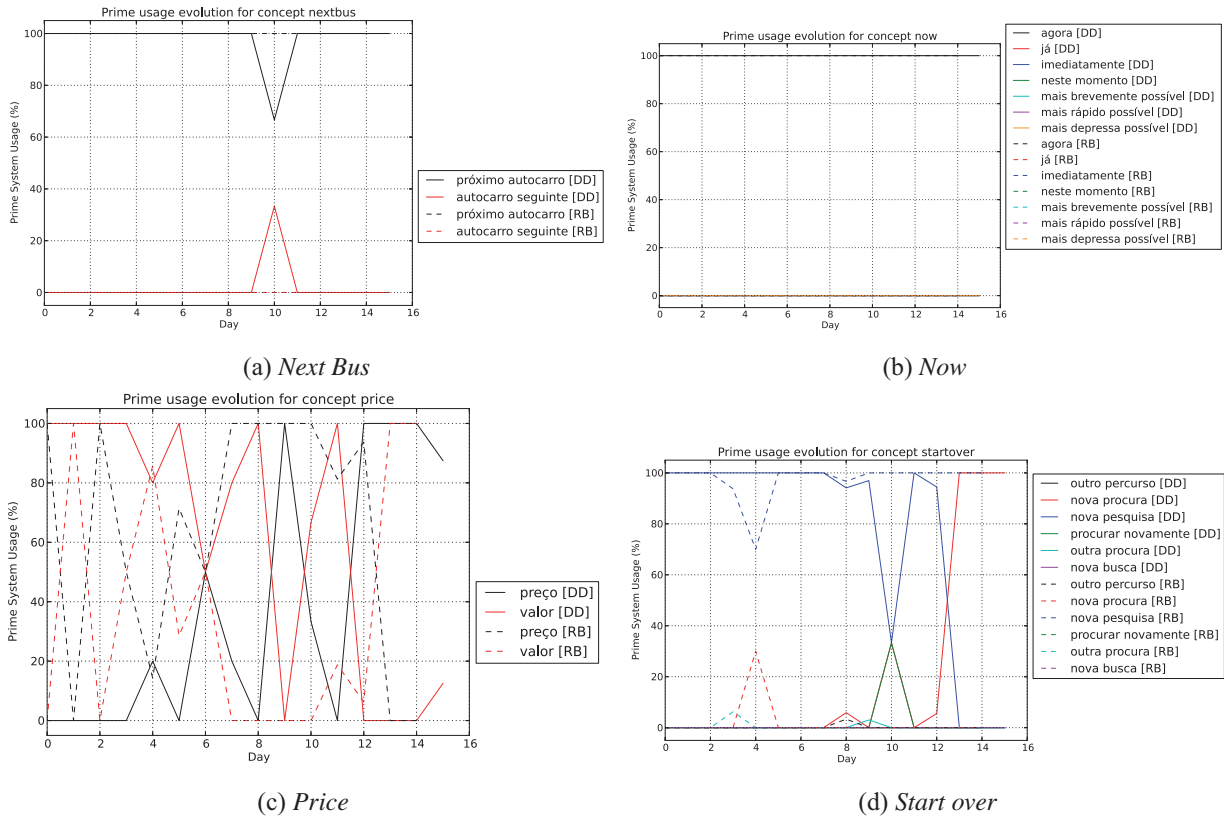 Prime usage evolution for concept nextbus
Prime System Usage (%)
100
80
60
40
20
0
0 2 4 6 8 10 12 14 16
Day
próximo autocarro [DD]
autocarro seguinte [DD]
próximo autocarro [RB]
autocarro seguinte [RB]
(a) Next Bus
Prime usage evolution for concept now
Prime System Usage (%)
100
80
60
40
20
0
0 2 4 6 8 10 12 14 16
Day
agora [DD]
já [DD]
imediatamente [DD]
neste momento [DD]
mais brevemente possível [DD]
mais rápido possível [DD]
mais depressa possível [DD]
agora [RB]
já [RB]
imediatamente [RB]
neste momento [RB]
mais brevemente possível [RB]
mais rápido possível [RB]
mais depressa possível [RB]
(b) Now
Prime usage evolution for concept price
Prime System Usage (%)
100
80
60
40
20
0
0 2 4 6 8 10 12 14 16
Day
preço [DD]
valor [DD]
preço [RB]
valor [RB]
(c) Price
Prime usage evolution for concept startover
Prime System Usage (%)
100
80
60
40
20
0
0 2 4 6 8 10 12 14 16
Day
outro percurso [DD]
nova procura [DD]
nova pesquisa [DD]
procurar novamente [DD]
outra procura [DD]
nova busca [DD]
outro percurso [RB]
nova procura [RB]
nova pesquisa [RB]
procurar novamente [RB]
outra procura [RB]
nova busca [RB]
(d) Start over